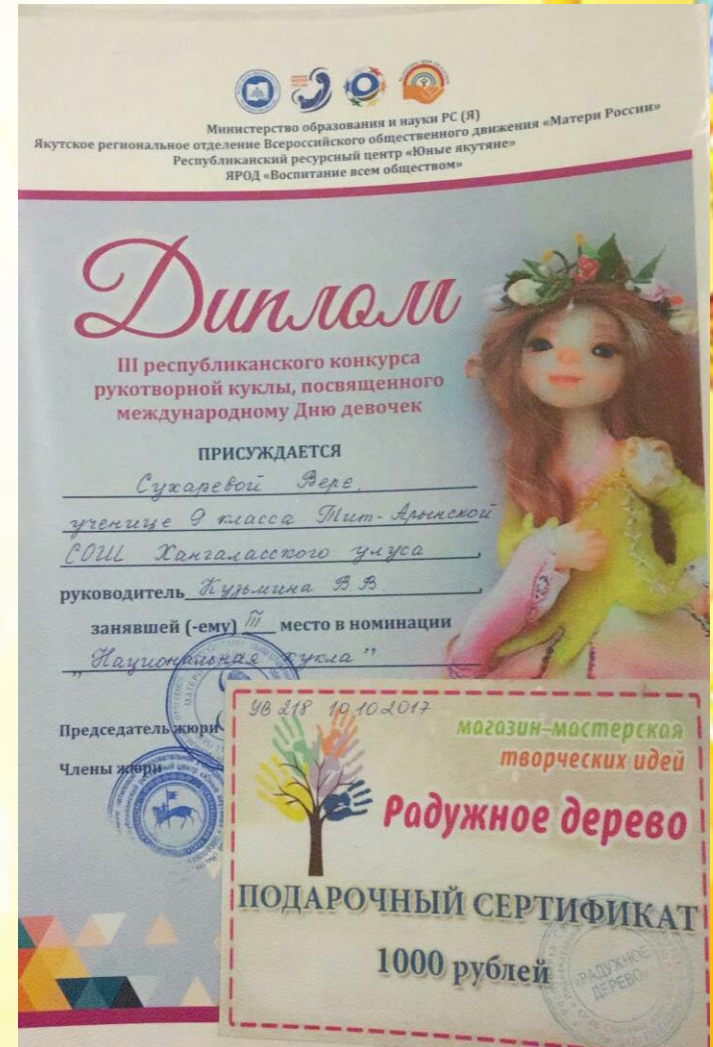 Министерство образования и науки РС (Я)
Якутское региональное отделение Всероссийского общественного движения «Матери России»
Республиканский ресурсный центр «Юные якутяне»
ЯРОД «Воспитание всем обществом»
Диплом
III республиканского конкурса
рукотворной куклы, посвященного
международному Дню девочек
ПРИСУЖДАЕТСЯ
Сухаревой Вере,
ученице 9 класса Тит-Арынской
СОШ Хангаласского улуса
руководитель Кузьмина В.В
занявшей (-ему) III место в номинации
„Национальная кукла”
Председатель жюри
Члены жюри
УВ 218 10.10.2017
магазин-мастерская
творческих идей
Радужное дерево
ПОДАРОЧНЫЙ СЕРТИФИКАТ
1000 рублей
«РАДУЖНОЕ
ДЕРЕВО»